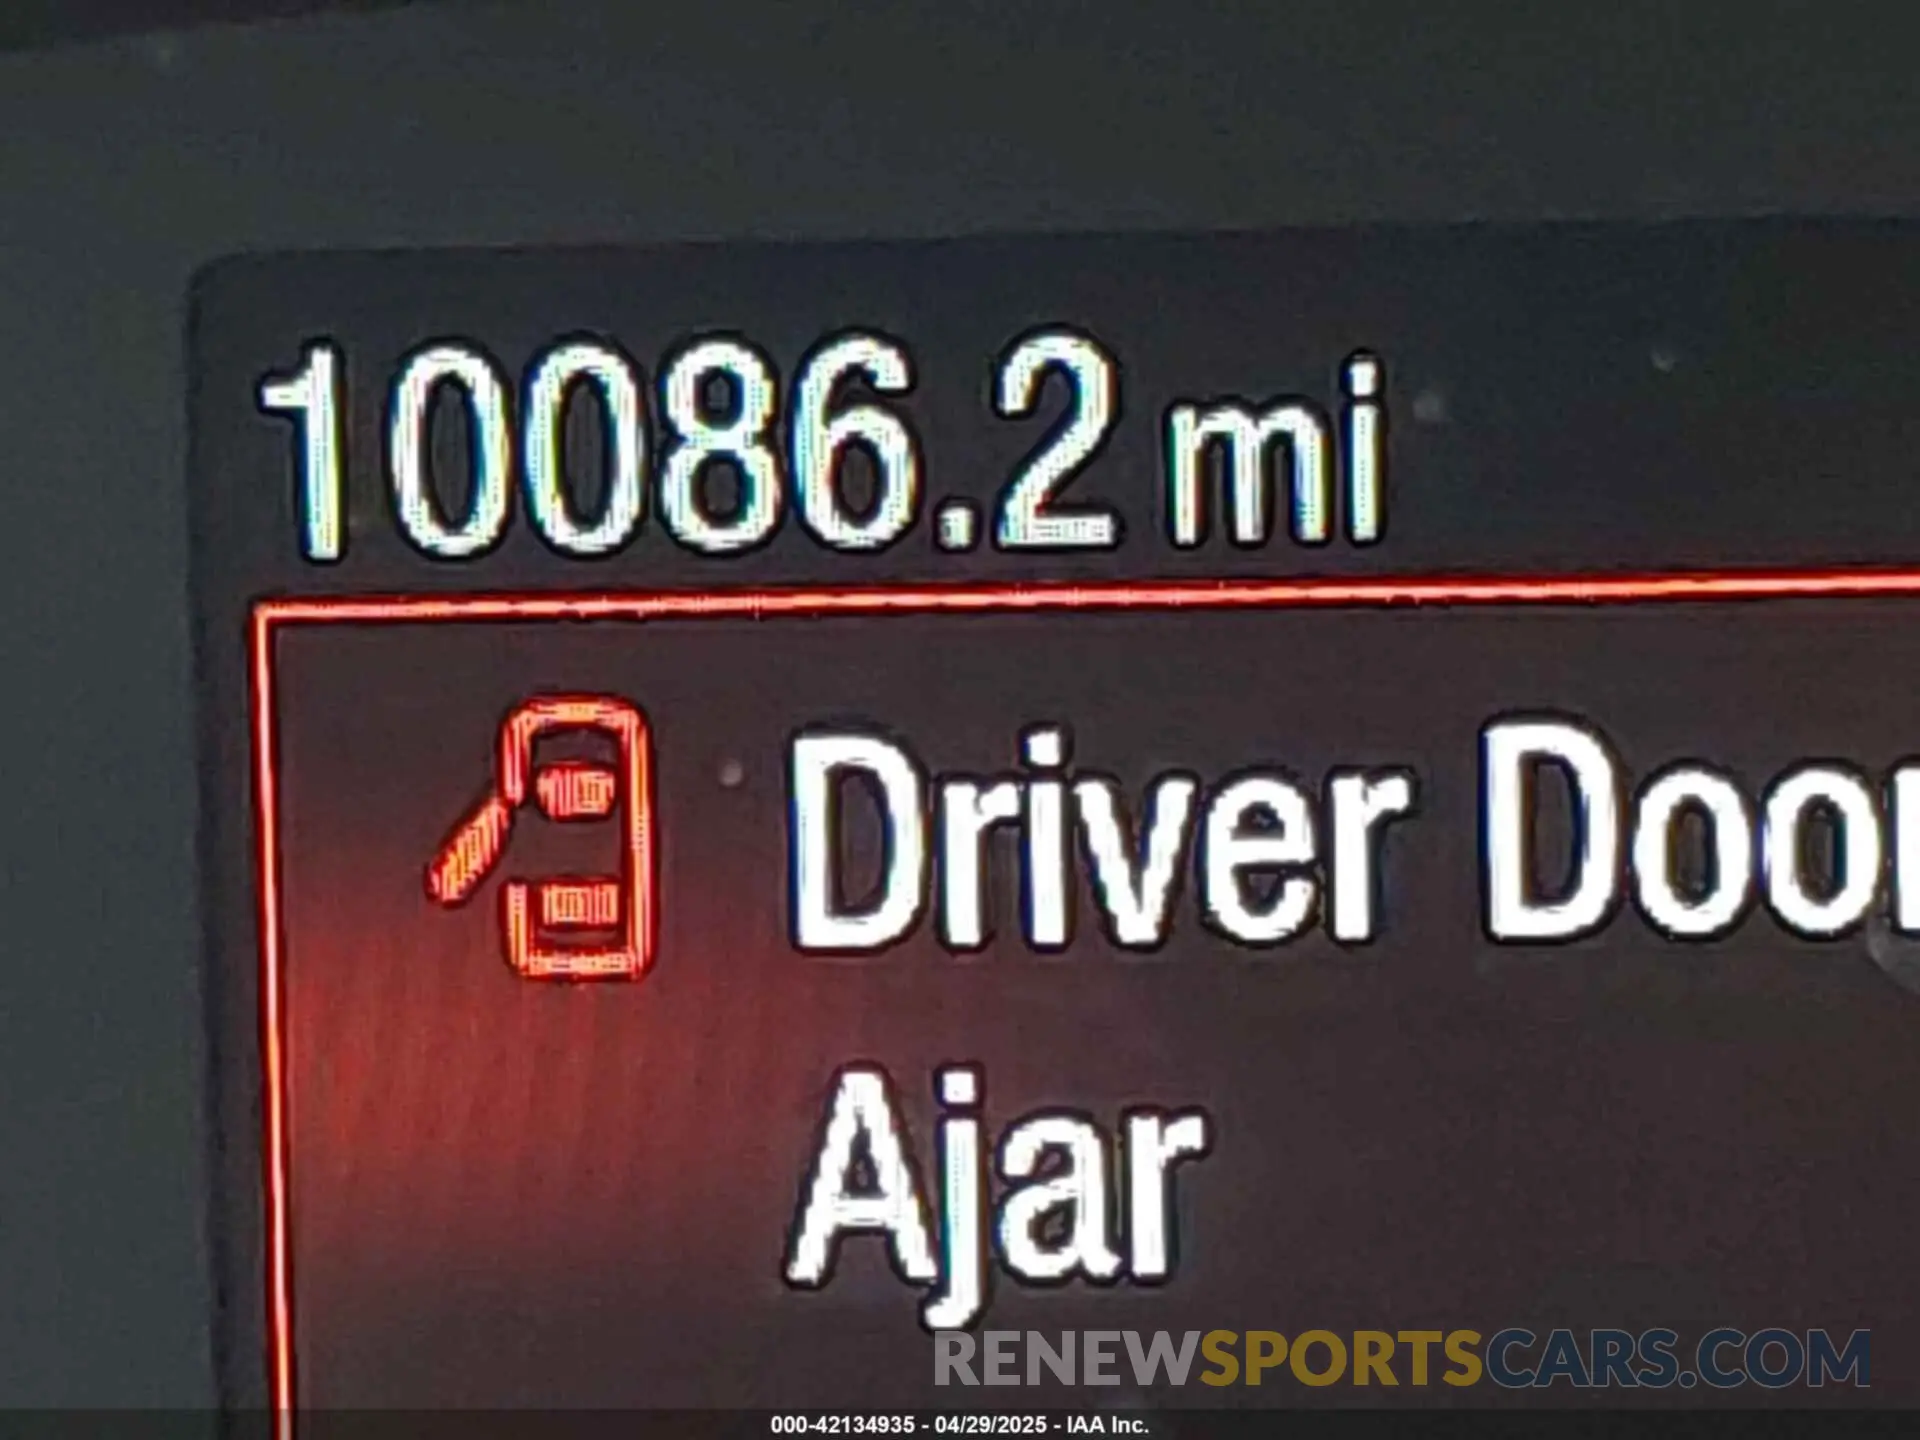 10086.2 mi
Driver Door
Ajar
RENEWSPORTSCARS.COM
000-42134935 - 04/29/2025 - IAA Inc.